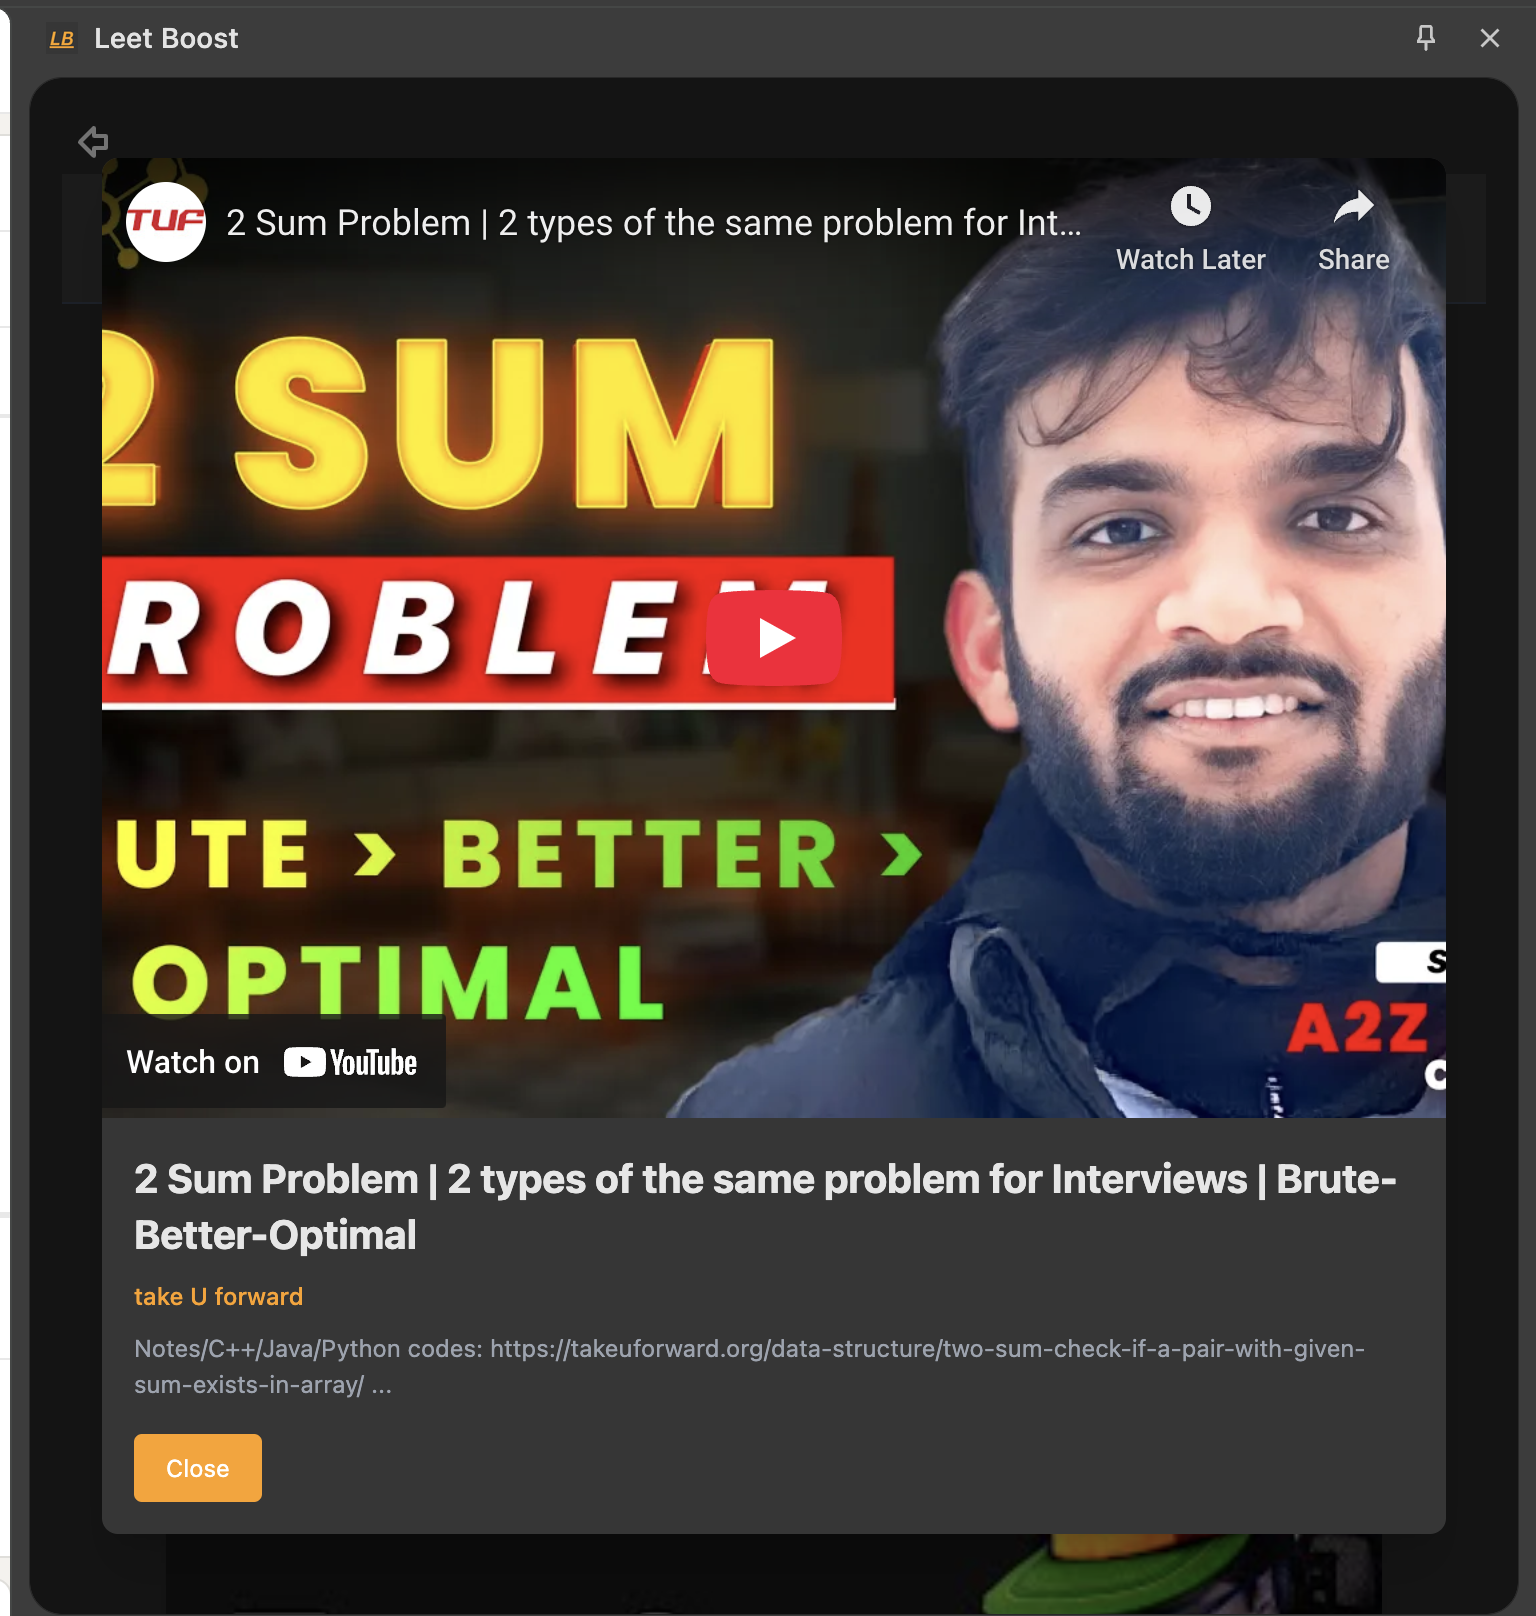 LB Leet Boost
TUF 2 Sum Problem | 2 types of the same problem for Int...
Watch Later
Share
2 SUM
ROBLEM
UTE > BETTER >
OPTIMAL
S
A2Z
C
Watch on YouTube
2 Sum Problem | 2 types of the same problem for Interviews | Brute-
Better-Optimal
take U forward
Notes/C++/Java/Python codes: https://takeuforward.org/data-structure/two-sum-check-if-a-pair-with-given-
sum-exists-in-array/ ...
Close